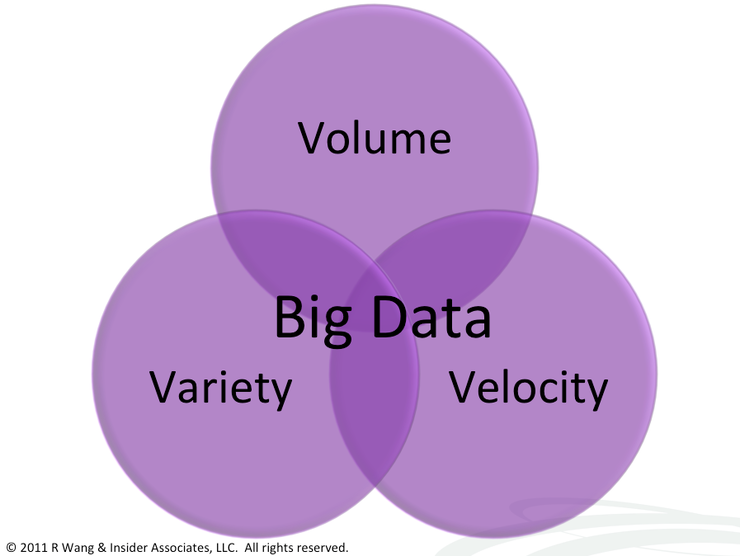 Volume
Big Data
Variety
Velocity
© 2011 R Wang & Insider Associates, LLC.  All rights reserved.